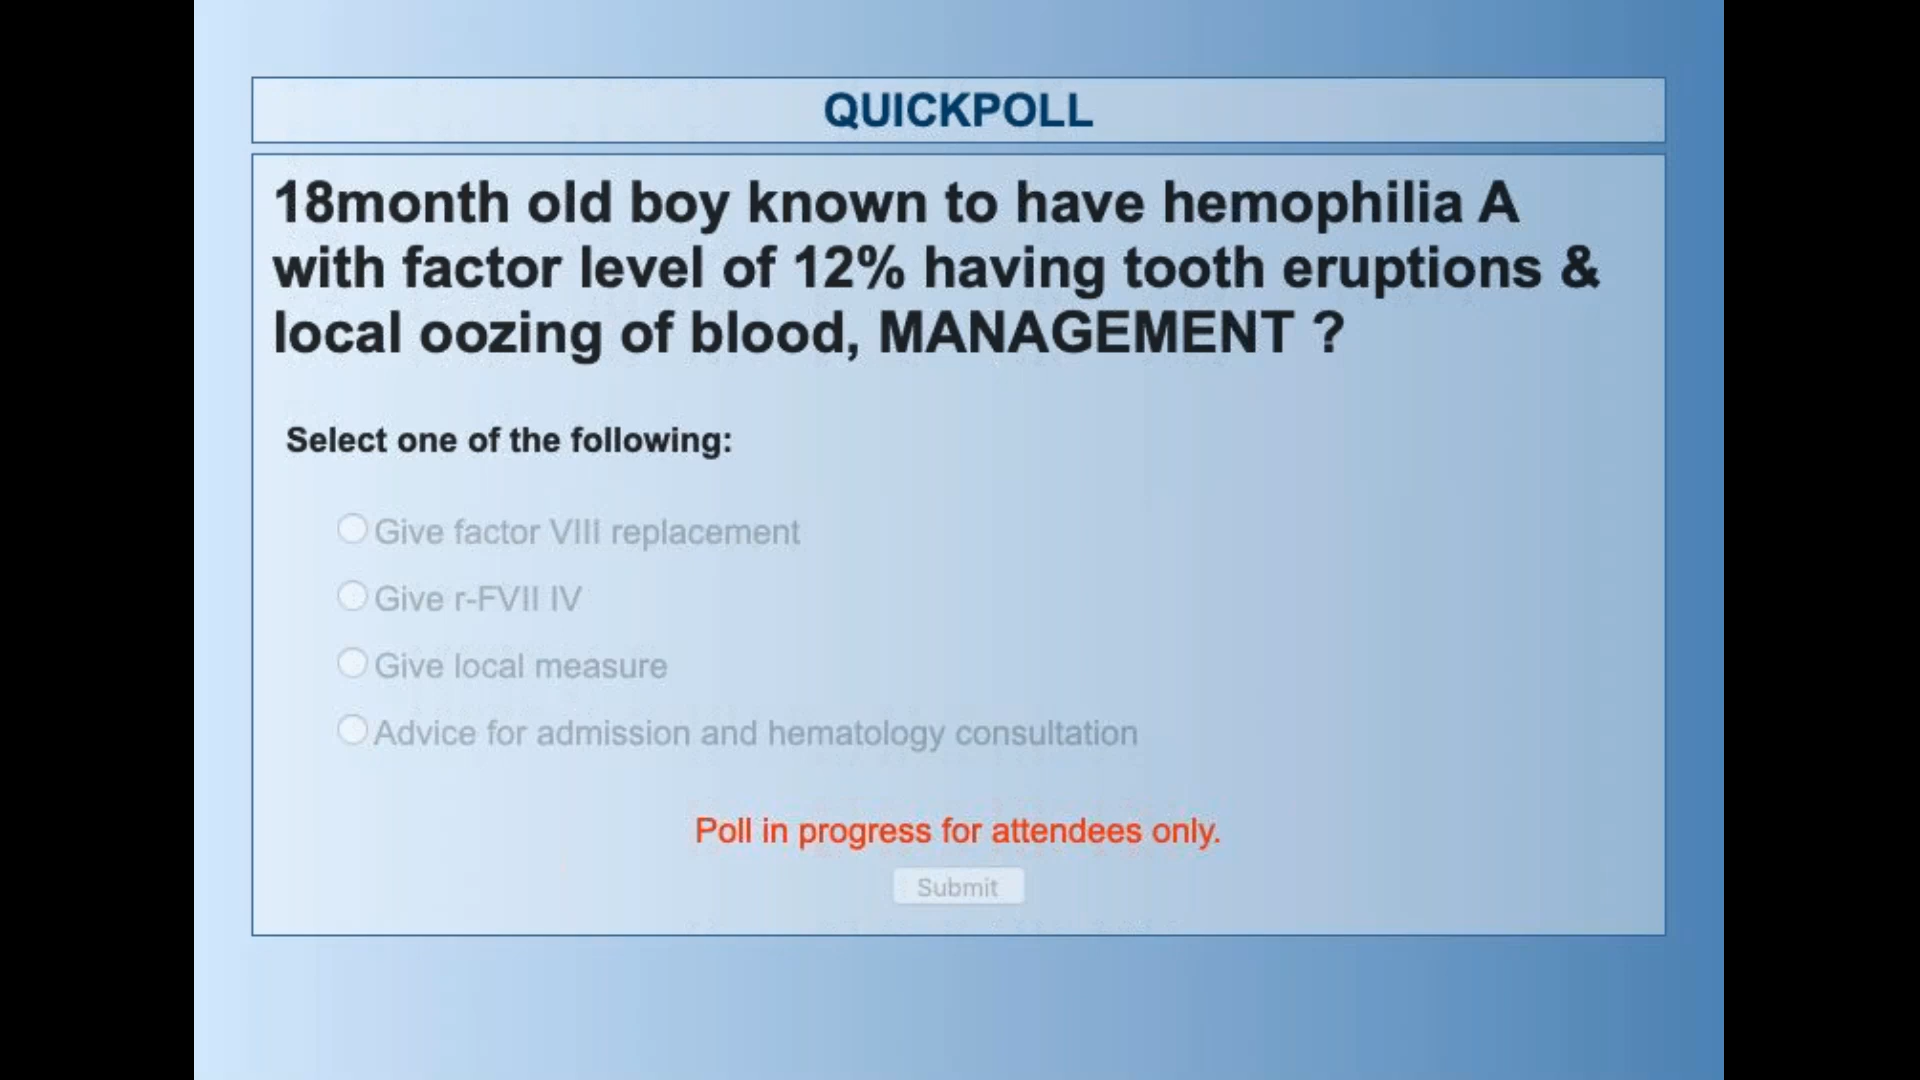 QUICKPOLL
18month old boy known to have hemophilia A
with factor level of 12% having tooth eruptions &
local oozing of blood, MANAGEMENT ?
Select one of the following:
Give factor VIII replacement
Give r-FVII IV
Give local measure
Advice for admission and hematology consultation
Poll in progress for attendees only.
Submit